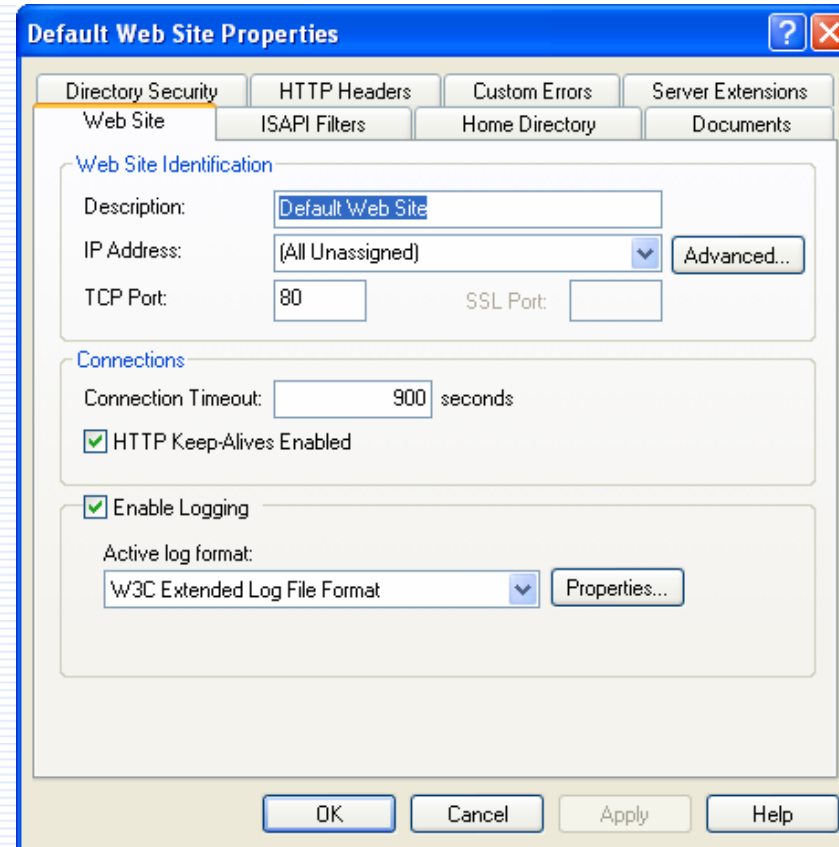 Default Web Site Properties
Directory Security HTTP Headers Custom Errors Server Extensions
Web Site ISAPI Filters Home Directory Documents
Web Site Identification
Description: Default Web Site
IP Address: (All Unassigned) Advanced...
TCP Port: 80 SSL Port:
Connections
Connection Timeout: 900 seconds
HTTP Keep-Alives Enabled
Enable Logging
Active log format:
W3C Extended Log File Format Properties...
OK Cancel Apply Help